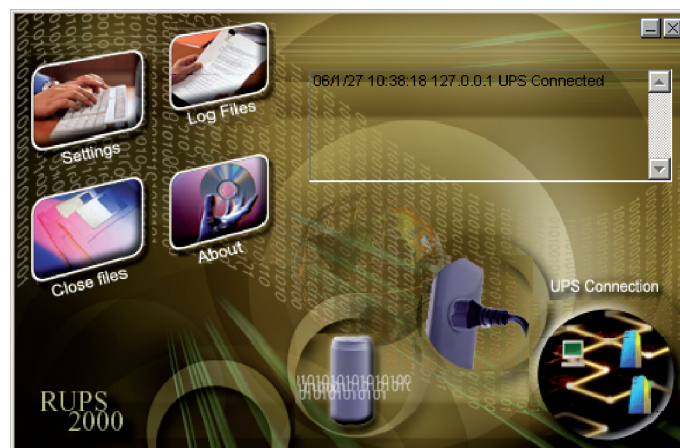 06/1/27 10:38:18 127.0.0.1 UPS Connected
Settings
Log Files
Close files
About
UPS Connection
RUPS
2000